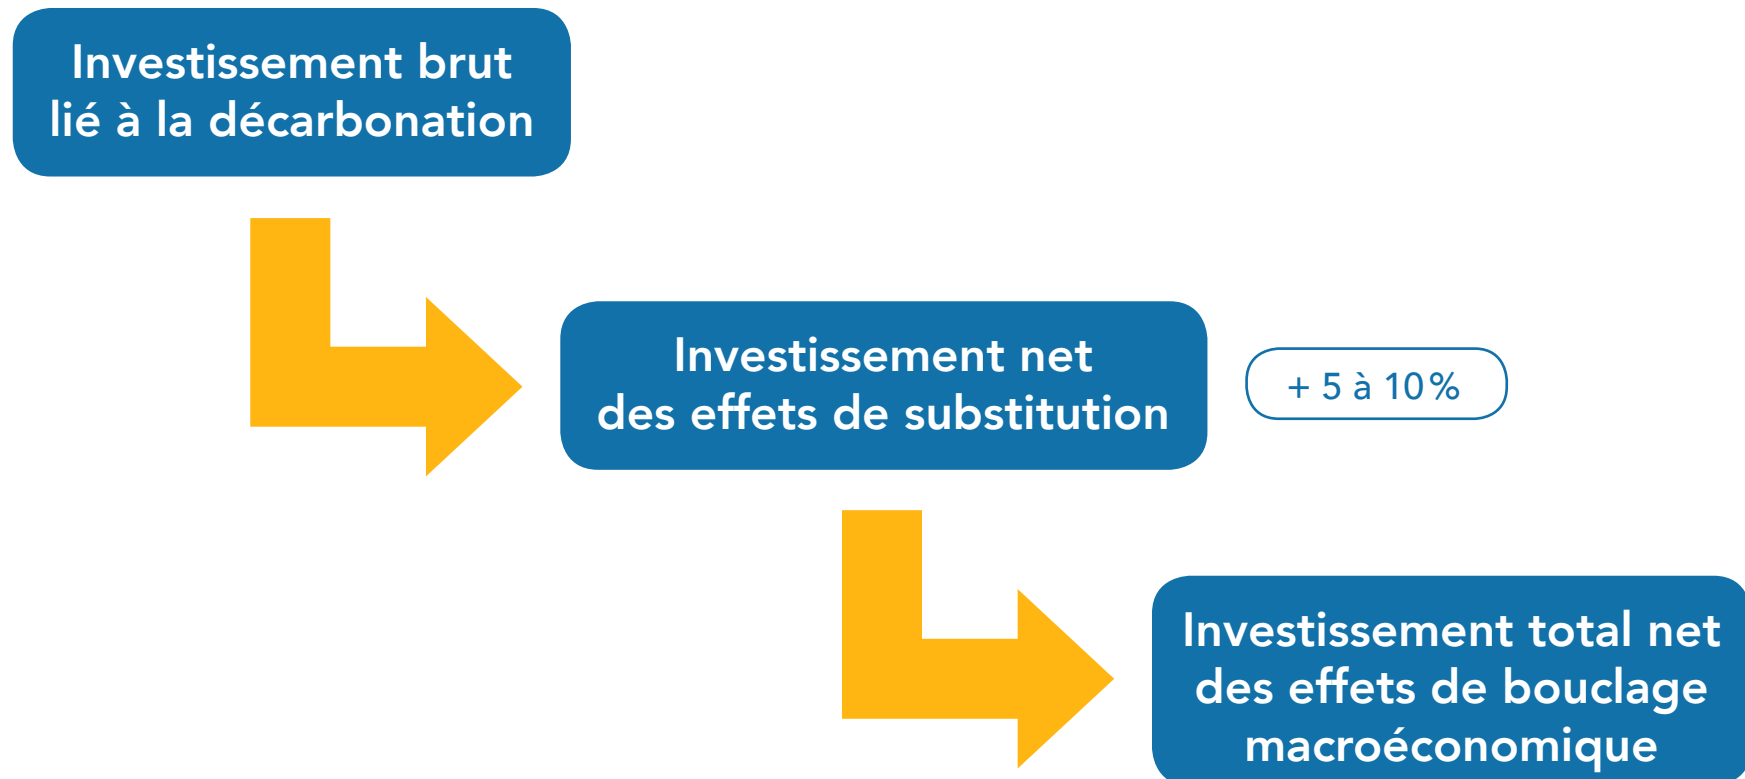 Investissement brut
lié à la décarbonation
Investissement net
des effets de substitution
+ 5 à 10 %
Investissement total net
des effets de bouclage
macroéconomique